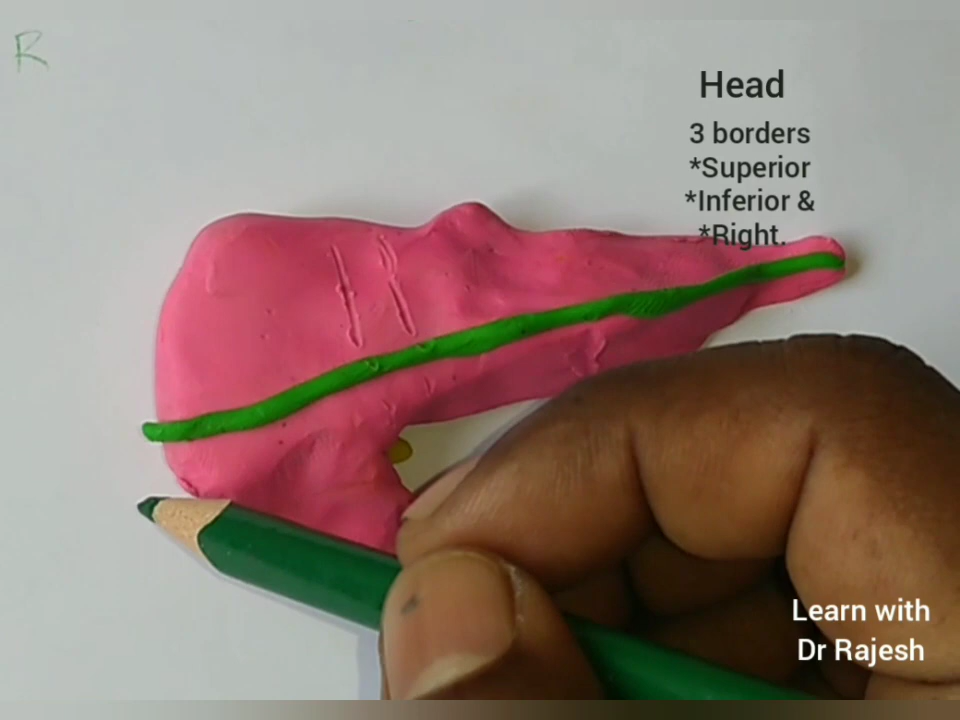 R
Head
3 borders
*Superior
*Inferior &
*Right.
Learn with
Dr Rajesh